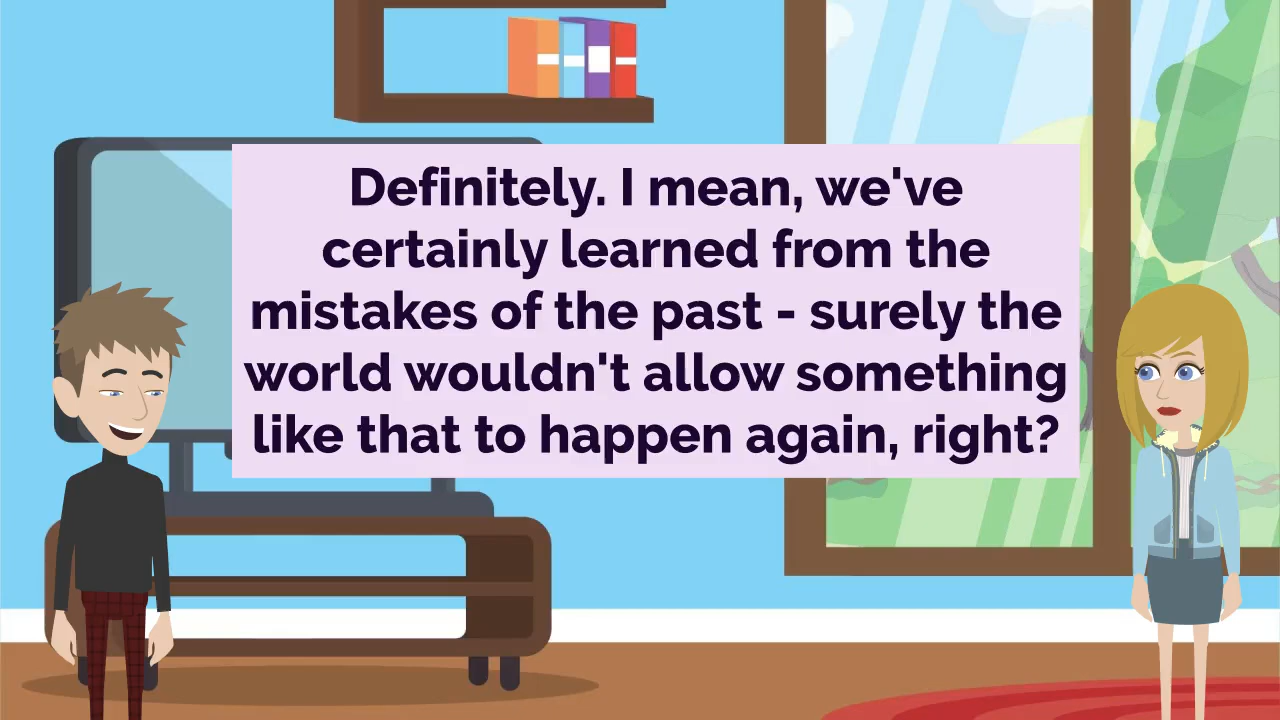 Definitely. I mean, we've
certainly learned from the
mistakes of the past - surely the
world wouldn't allow something
like that to happen again, right?